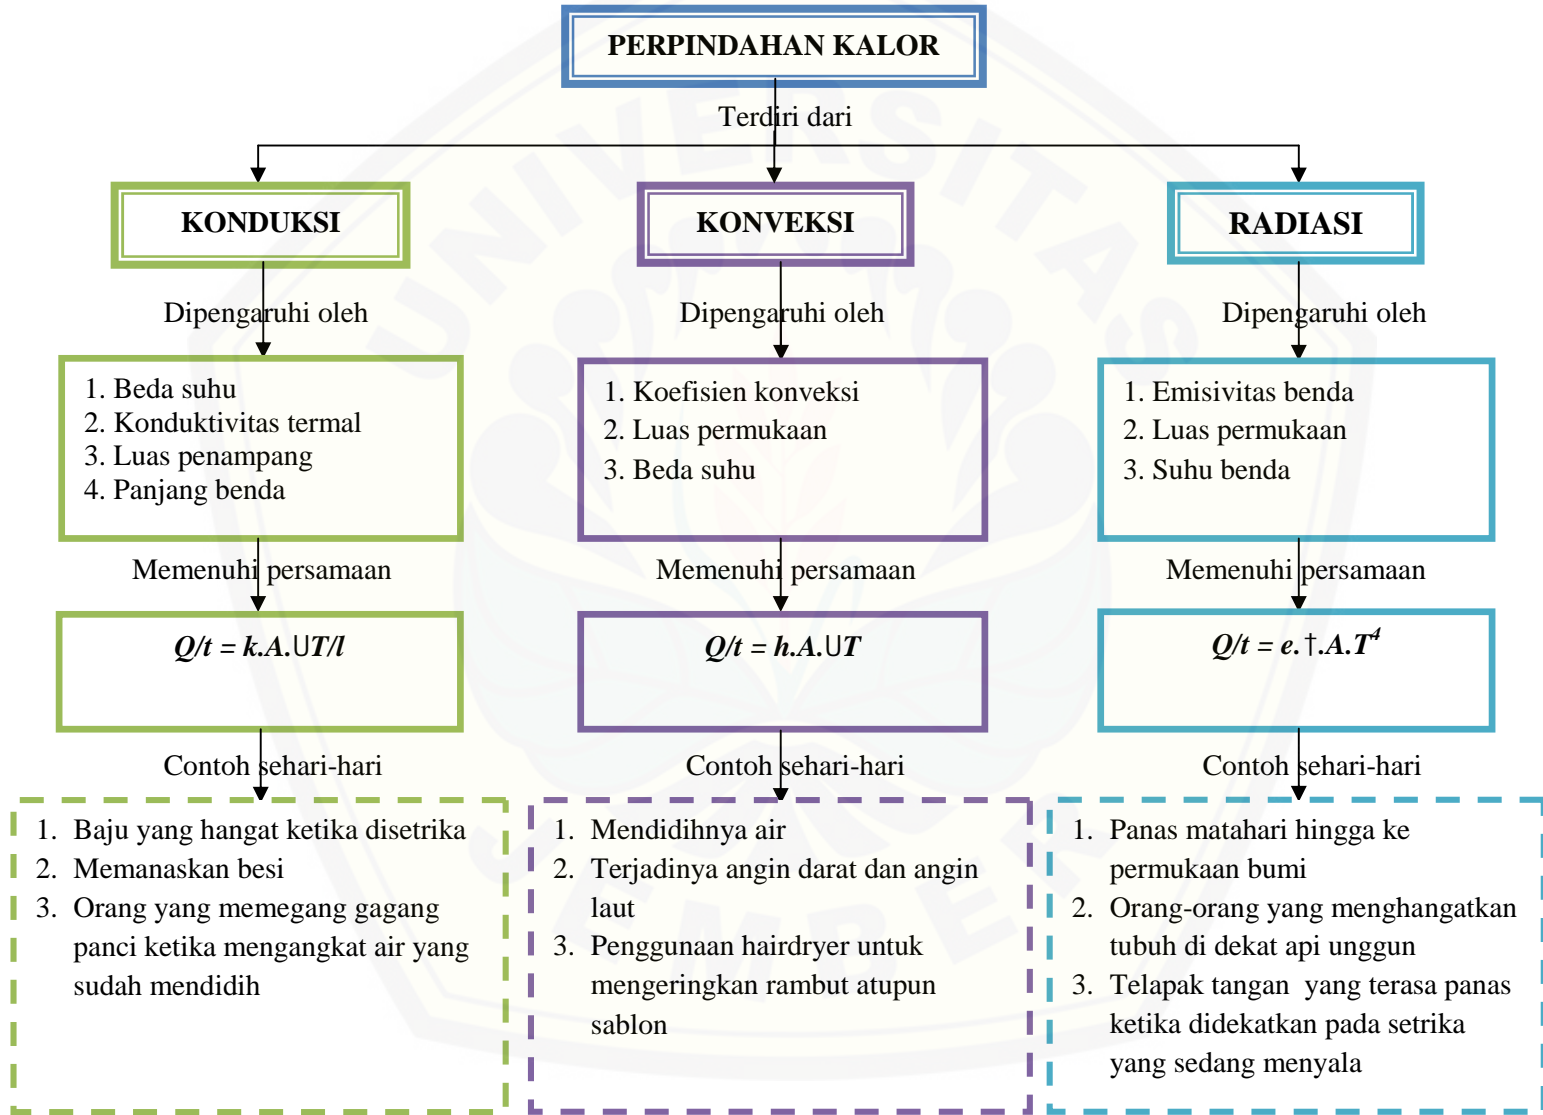 PERPINDAHAN KALOR
Terdiri dari
KONDUKSI
KONVEKSI
RADIASI
Dipengaruhi oleh
Dipengaruhi oleh
Dipengaruhi oleh
1. Beda suhu
2. Konduktivitas termal
3. Luas penampang
4. Panjang benda
1. Koefisien konveksi
2. Luas permukaan
3. Beda suhu
1. Emisivitas benda
2. Luas permukaan
3. Suhu benda
Memenuhi persamaan
Memenuhi persamaan
Memenuhi persamaan
Q/t = k.A.UT/l
Q/t = h.A.UT
Q/t = e.†.A.T⁴
Contoh sehari-hari
Contoh sehari-hari
Contoh sehari-hari
1. Baju yang hangat ketika disetrika
2. Memanaskan besi
3. Orang yang memegang gagang
panci ketika mengangkat air yang
sudah mendidih
1. Mendidihnya air
2. Terjadinya angin darat dan angin
laut
3. Penggunaan hairdryer untuk
mengeringkan rambut atupun
sablon
1. Panas matahari hingga ke
permukaan bumi
2. Orang-orang yang menghangatkan
tubuh di dekat api unggun
3. Telapak tangan yang terasa panas
ketika didekatkan pada setrika
yang sedang menyala
UNIVERSITAS
JEMBER